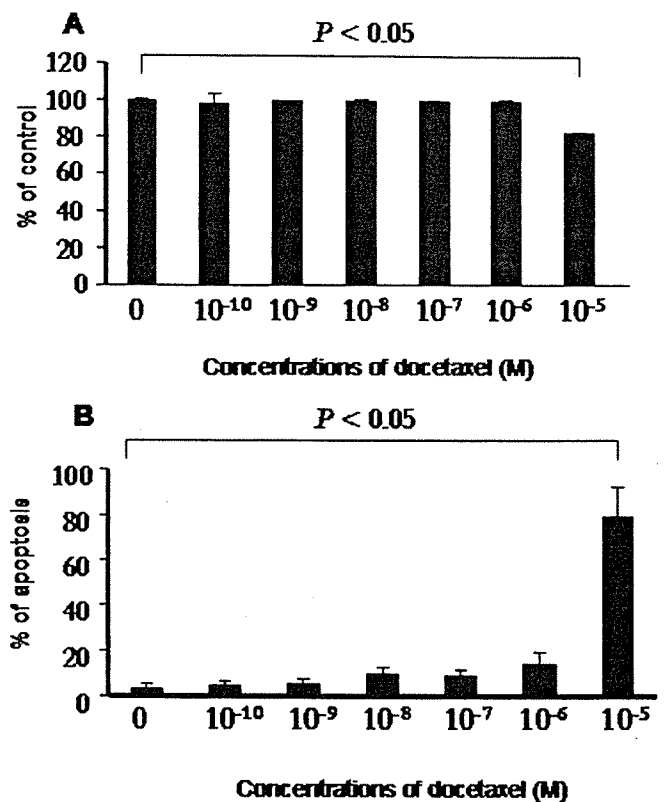 A
P < 0.05
% of control
120
100
80
60
40
20
0
0 10⁻¹⁰ 10⁻⁹ 10⁻⁸ 10⁻⁷ 10⁻⁶ 10⁻⁵
Concentrations of docetaxel (M)
B
P < 0.05
% of apoptosis
100
80
60
40
20
0
0 10⁻¹⁰ 10⁻⁹ 10⁻⁸ 10⁻⁷ 10⁻⁶ 10⁻⁵
Concentrations of docetaxel (M)